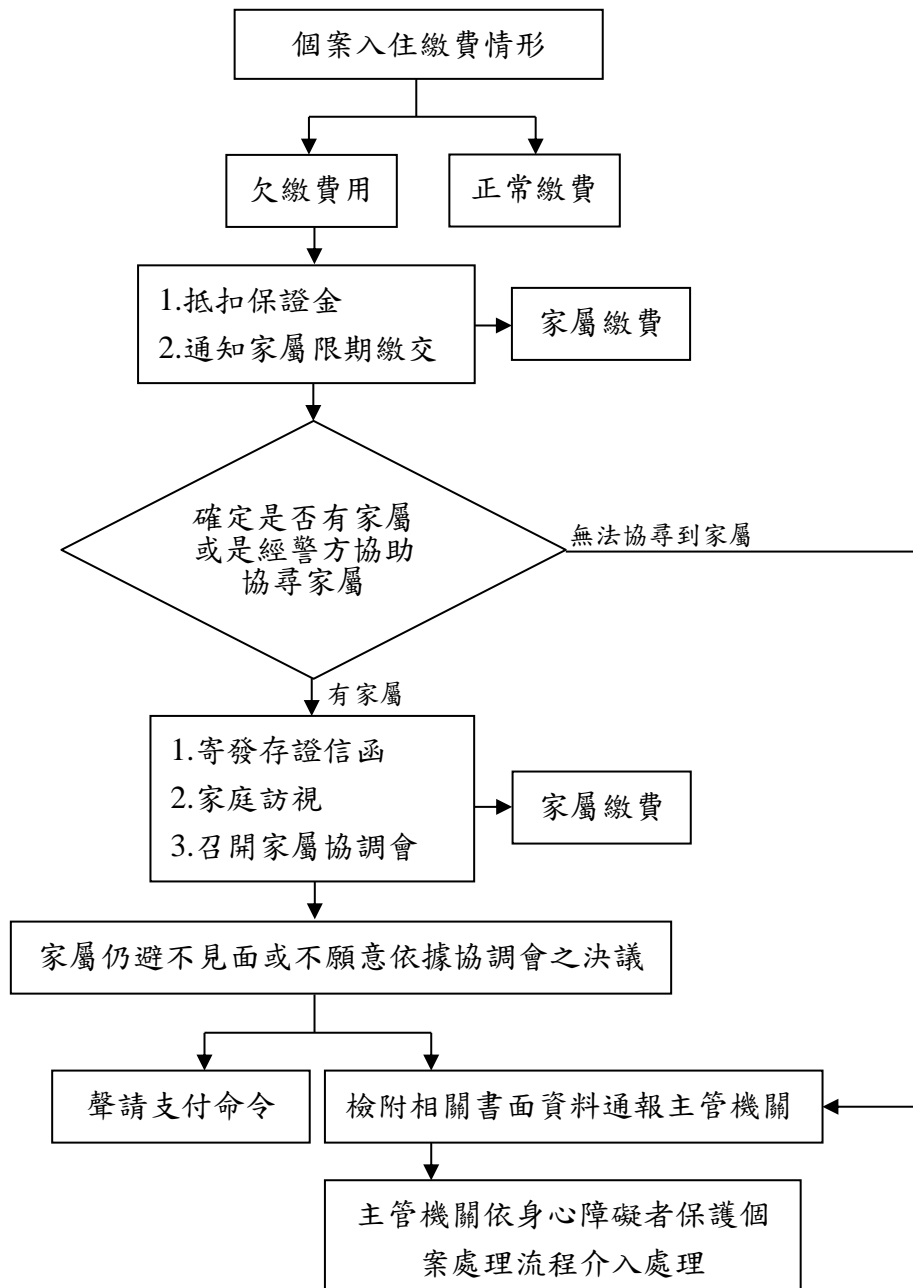 個案入住繳費情形
欠繳費用
正常繳費
1.抵扣保證金
2.通知家屬限期繳交
家屬繳費
確定是否有家屬
或是經警方協助
協尋家屬
無法協尋到家屬
有家屬
1.寄發存證信函
2.家庭訪視
3.召開家屬協調會
家屬繳費
家屬仍避不見面或不願意依據協調會之決議
聲請支付命令
檢附相關書面資料通報主管機關
主管機關依身心障礙者保護個
案處理流程介入處理